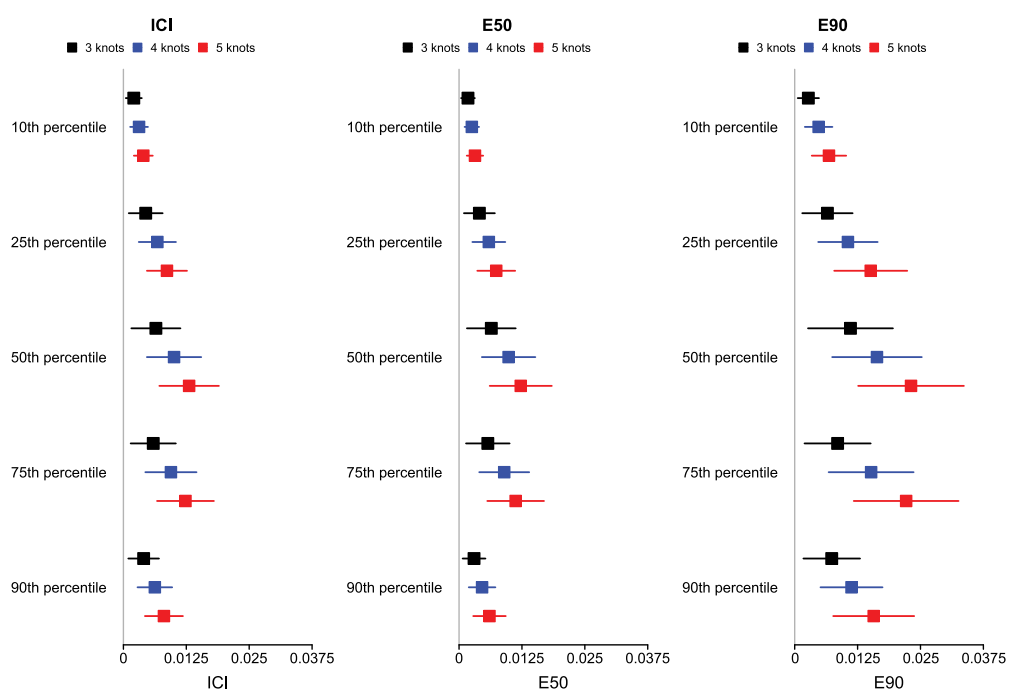 ICI
3 knots 4 knots 5 knots
10th percentile
25th percentile
50th percentile
75th percentile
90th percentile
0 0.0125 0.025 0.0375
ICI
E50
3 knots 4 knots 5 knots
10th percentile
25th percentile
50th percentile
75th percentile
90th percentile
0 0.0125 0.025 0.0375
E50
E90
3 knots 4 knots 5 knots
10th percentile
25th percentile
50th percentile
75th percentile
90th percentile
0 0.0125 0.025 0.0375
E90